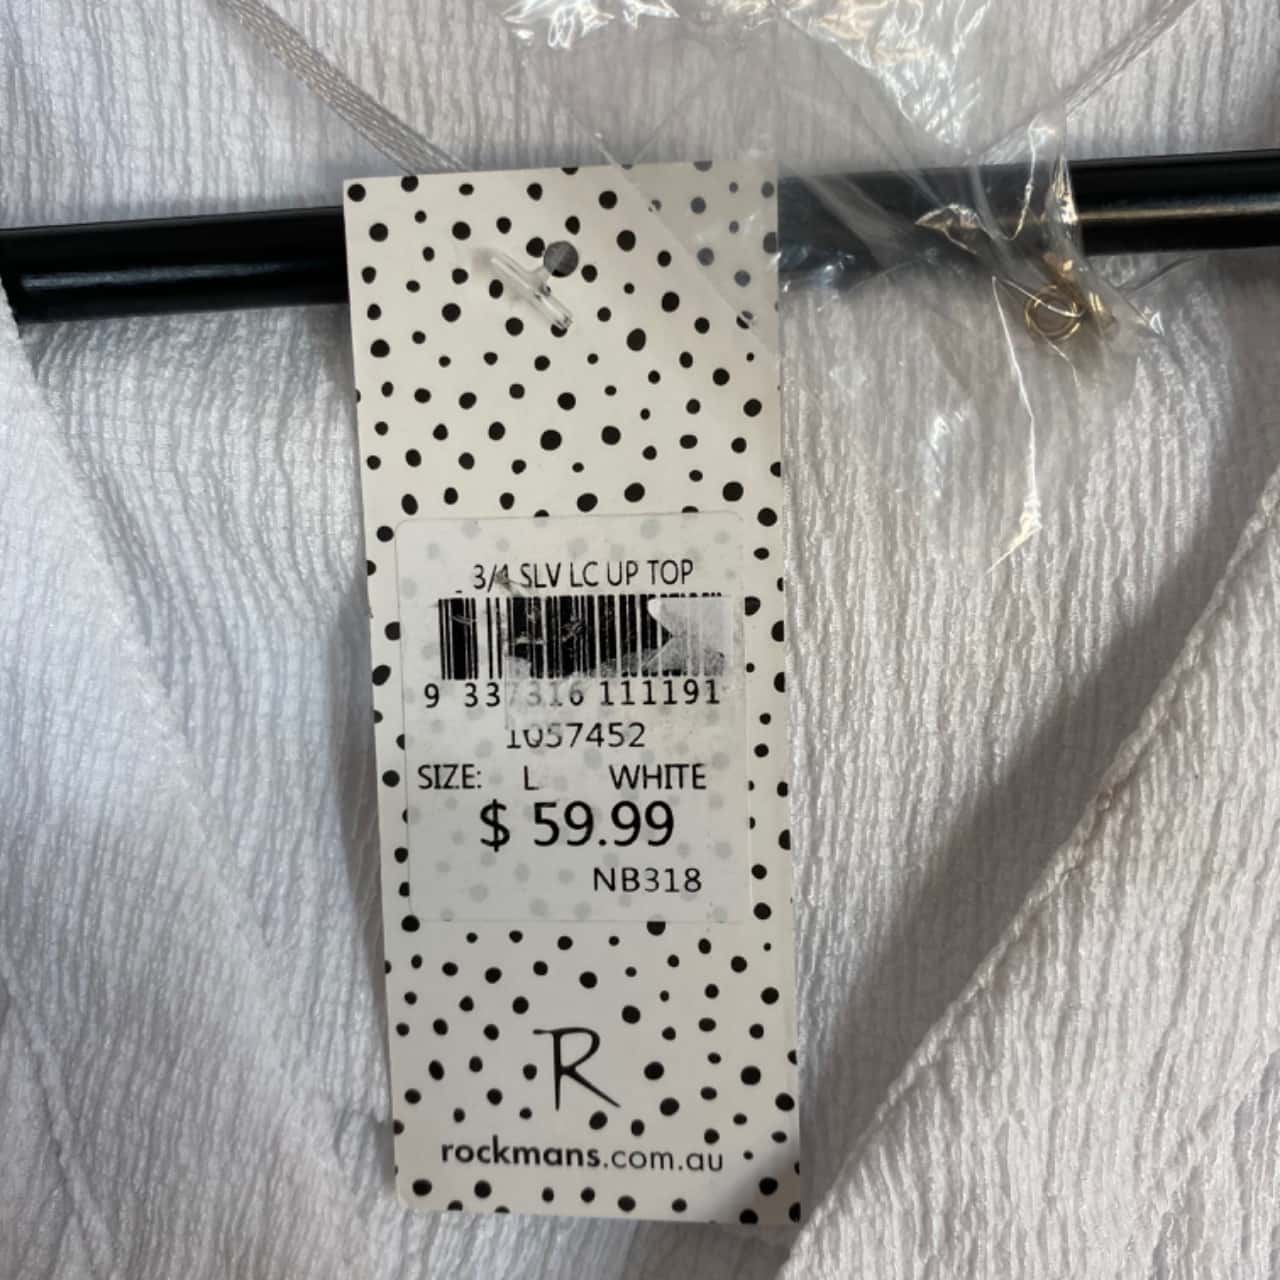 3/4 SLV LC UP TOP
9 337316 111191
1057452
SIZE: L WHITE
$ 59.99
NB318
R
rockmans.com.au